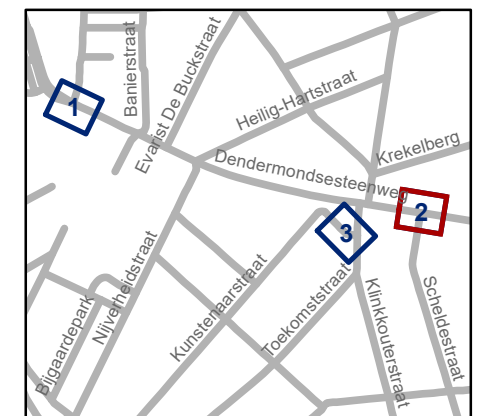 Banierstraat
Evarist De Buckstraat
1
Heilig-Hartstraat
Krekelberg
Dendermondsesteenweg
2
3
Nijverheidstraat
Kunstenaarstraat
Toekomststraat
Klinkkouterstraat
Scheldestraat
Bijgaardepark